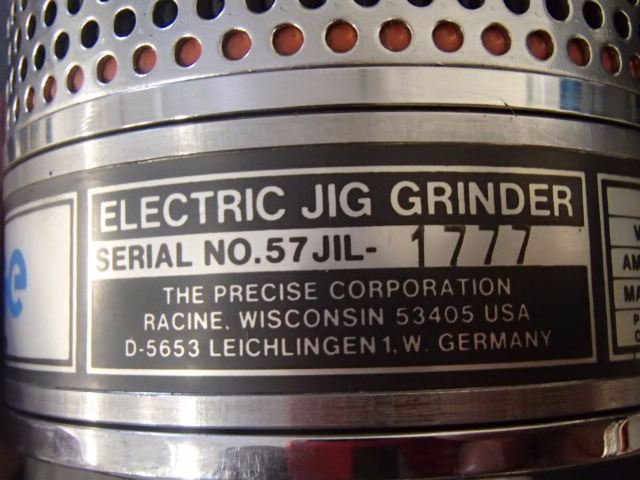 ELECTRIC JIG GRINDER
SERIAL NO.57JIL- 1777
THE PRECISE CORPORATION
RACINE, WISCONSIN 53405 USA
D-5653 LEICHLINGEN 1, W. GERMANY